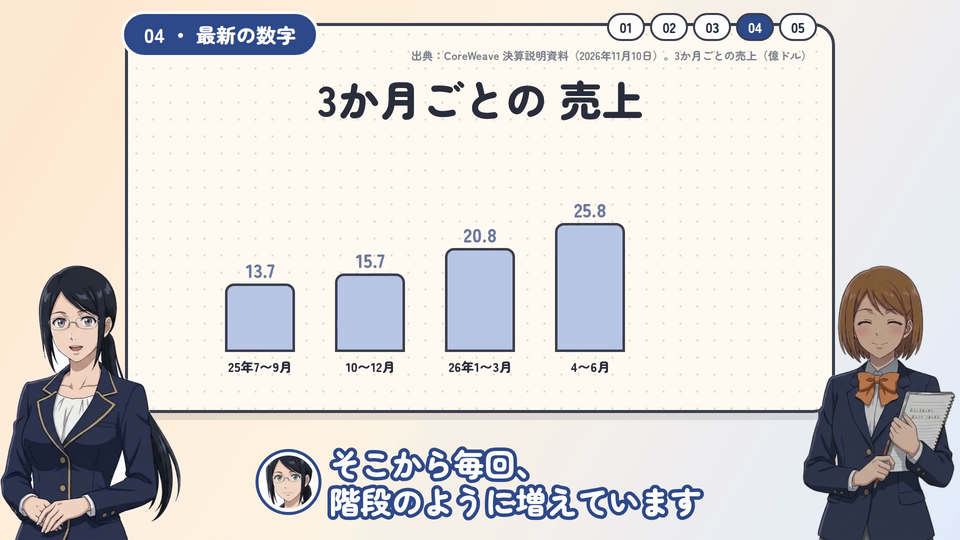 04 ・ 最新の数字
01 02 03 04 05
出典：CoreWeave 決算説明資料（2026年11月10日）。3か月ごとの売上（億ドル）
3か月ごとの 売上
13.7 15.7 20.8 25.8
25年7〜9月 10〜12月 26年1〜3月 4〜6月
そこから毎回、
階段のように増えています